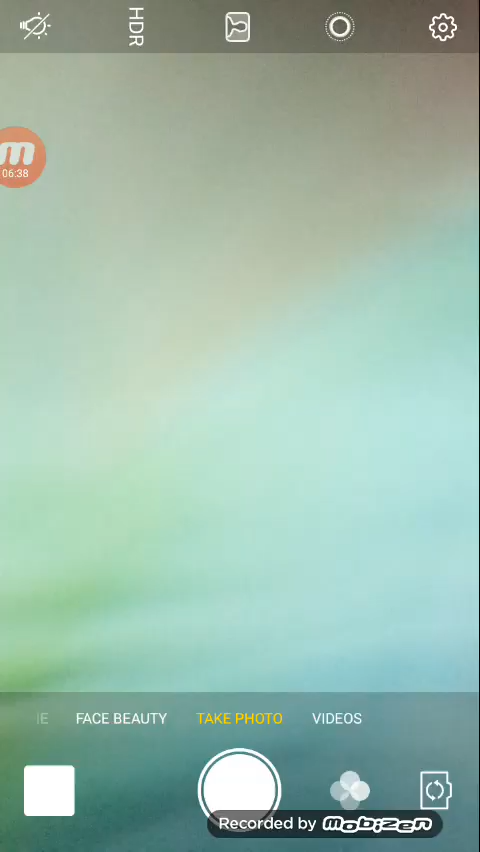 HDR
m
06:38
IE
FACE BEAUTY
TAKE PHOTO
VIDEOS
Recorded by mobizen